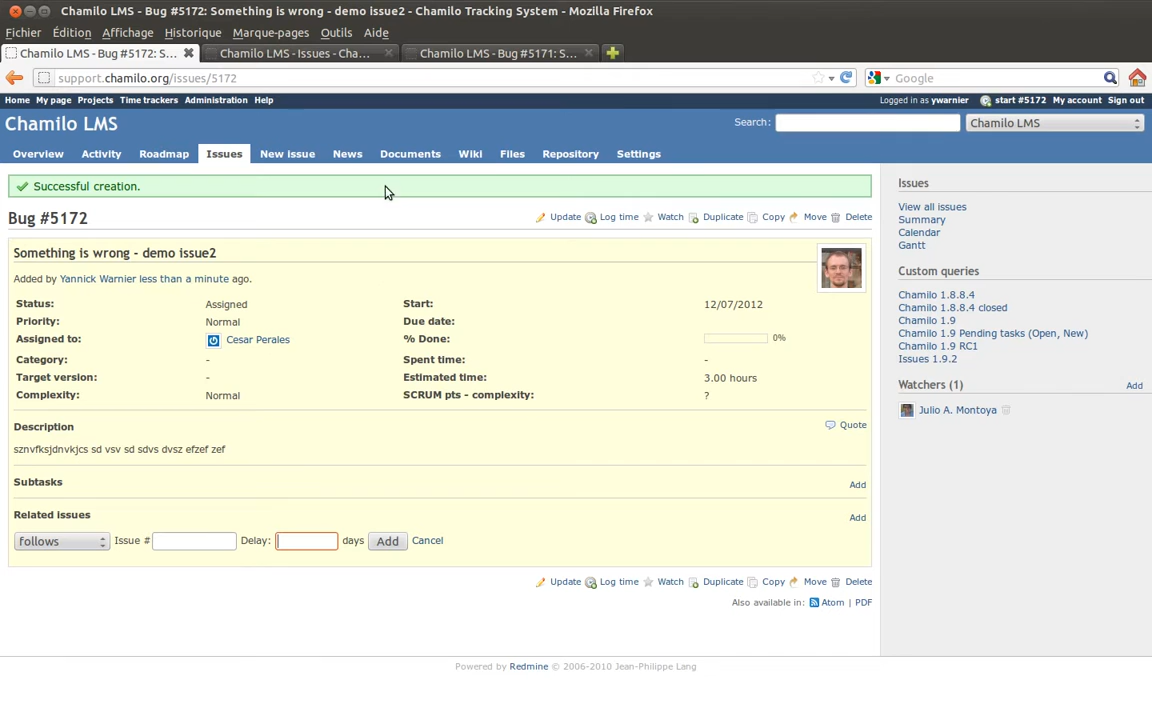 Chamilo LMS - Bug #5172: Something is wrong - demo issue2 - Chamilo Tracking System - Mozilla Firefox
Fichier Édition Affichage Historique Marque-pages Outils Aide
Chamilo LMS - Bug #5172: S... Chamilo LMS - Issues - Cha... Chamilo LMS - Bug #5171: S...
support.chamilo.org/issues/5172 Google
Home My page Projects Time trackers Administration Help Logged in as ywarnier start #5172 My account Sign out
Chamilo LMS Search: Chamilo LMS
Overview Activity Roadmap Issues New issue News Documents Wiki Files Repository Settings
Successful creation.
Bug #5172 Update Log time Watch Duplicate Copy Move Delete
Something is wrong - demo issue2
Added by Yannick Warnier less than a minute ago.
Status: Assigned Start: 12/07/2012
Priority: Normal Due date:
Assigned to: Cesar Perales % Done: 0%
Category: - Spent time: -
Target version: - Estimated time: 3.00 hours
Complexity: Normal SCRUM pts - complexity: ?
Description Quote
sznvfksjdnvkjcs sd vsv sd sdvs dvsz efzef zef
Subtasks Add
Related issues Add
follows Issue # Delay: days Add Cancel
Update Log time Watch Duplicate Copy Move Delete
Also available in: Atom | PDF
Issues
View all issues
Summary
Calendar
Gantt
Custom queries
Chamilo 1.8.8.4
Chamilo 1.8.8.4 closed
Chamilo 1.9
Chamilo 1.9 Pending tasks (Open, New)
Chamilo 1.9 RC1
Issues 1.9.2
Watchers (1) Add
Julio A. Montoya
Powered by Redmine © 2006-2010 Jean-Philippe Lang